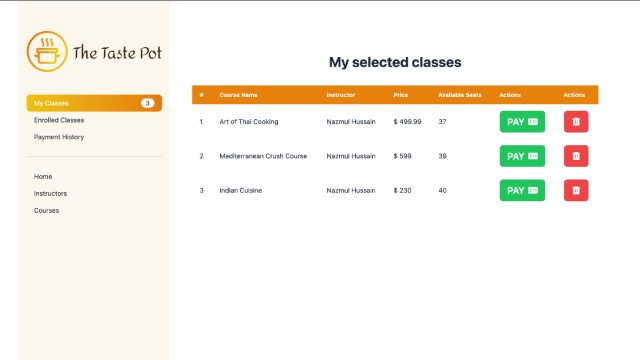 The Taste Pot
My Classes 3
Enrolled Classes
Payment History
Home
Instructors
Courses
My selected classes
# Course Name Instructor Price Available Seats Actions Actions
1 Art of Thai Cooking Nazmul Hussain $ 499.99 37 PAY
2 Mediterranean Crush Course Nazmul Hussain $ 599 39 PAY
3 Indian Cuisine Nazmul Hussain $ 230 40 PAY